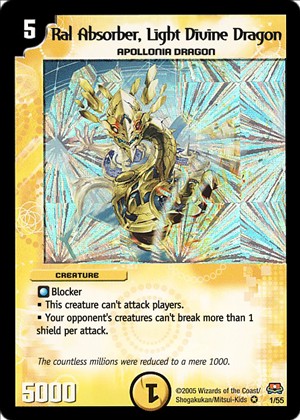 5
Ral Absorber, Light Divine Dragon
APOLLONIA DRAGON
CREATURE
Blocker
▪ This creature can't attack players.
▪ Your opponent's creatures can't break more than 1
shield per attack.
The countless millions were reduced to a mere 1000.
5000
1
©2005 Wizards of the Coast/
Shogakukan/Mitsui-Kids
1/55